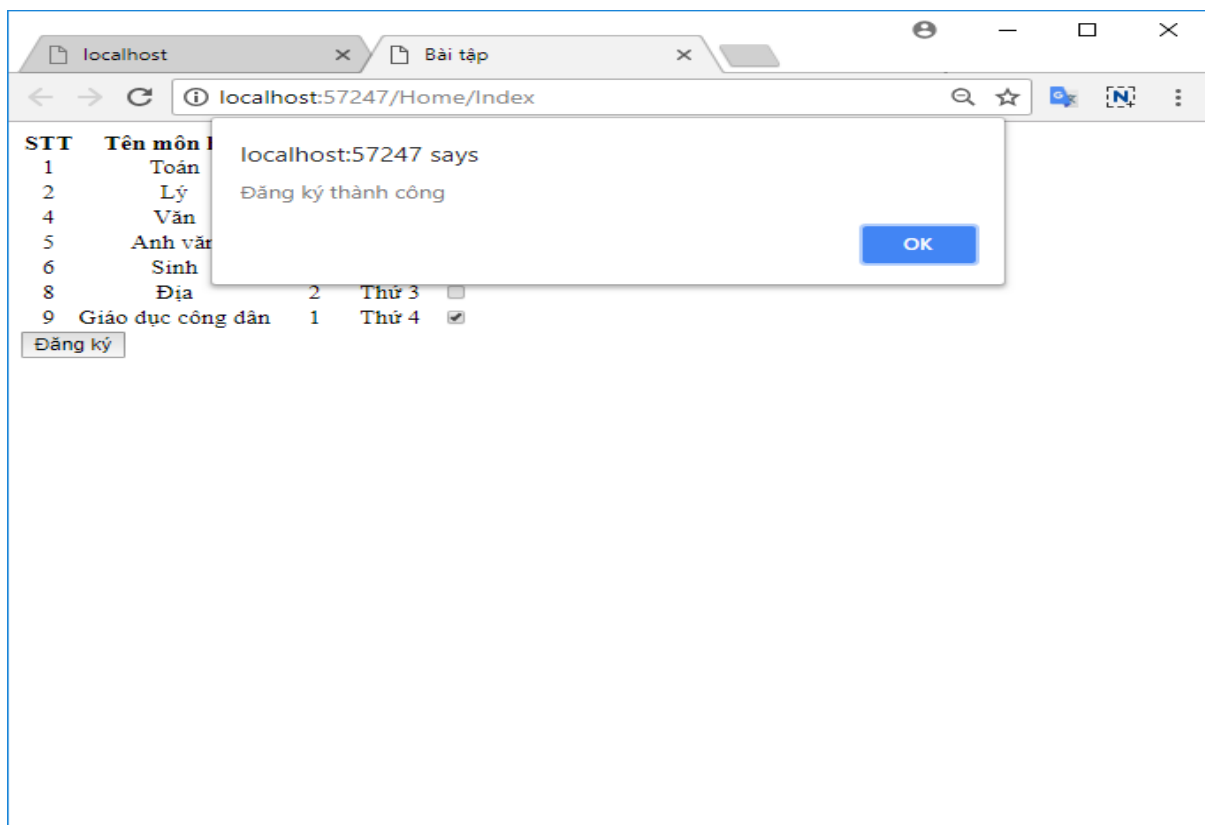 localhost
Bài tập
localhost:57247/Home/Index
localhost:57247 says
Đăng ký thành công
OK
STT Tên môn
1 Toán
2 Lý
4 Văn
5 Anh văn
6 Sinh
8 Địa 2 Thứ 3
9 Giáo dục công dân 1 Thứ 4
Đăng ký